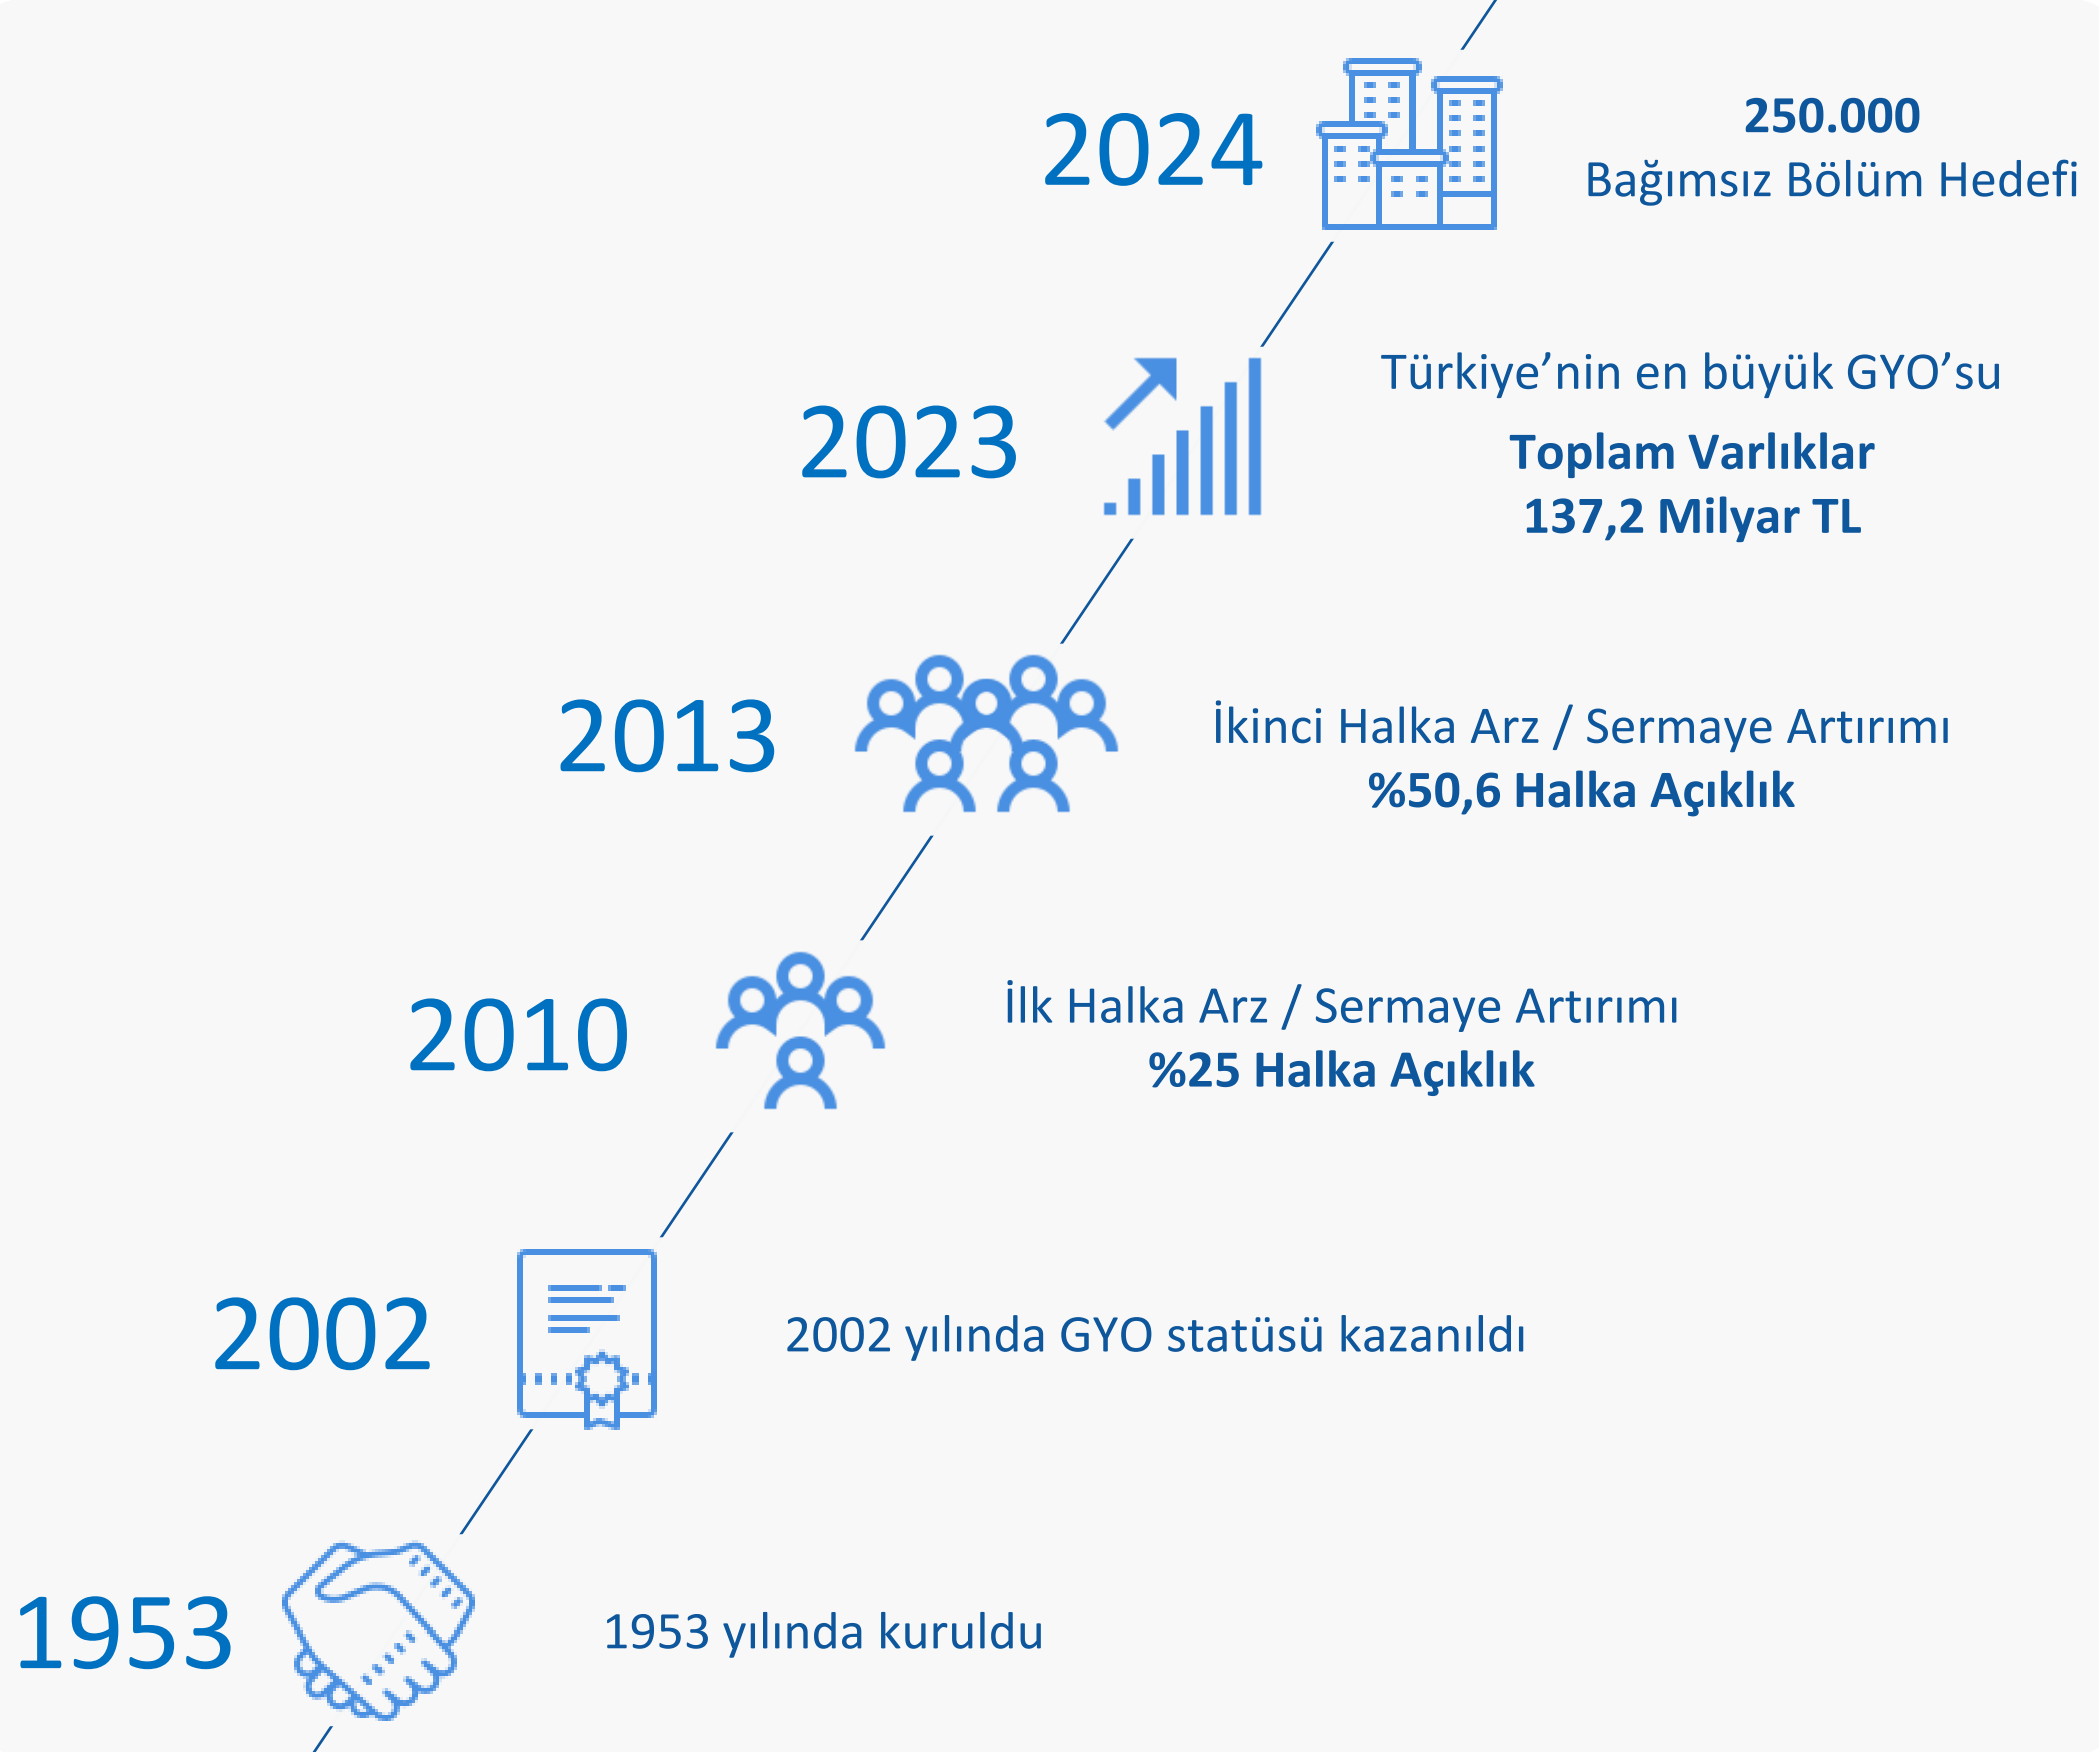 2024
250.000
Bağımsız Bölüm Hedefi
2023
Türkiye’nin en büyük GYO’su
Toplam Varlıklar
137,2 Milyar TL
2013
İkinci Halka Arz / Sermaye Artırımı
%50,6 Halka Açıklık
2010
İlk Halka Arz / Sermaye Artırımı
%25 Halka Açıklık
2002
2002 yılında GYO statüsü kazanıldı
1953
1953 yılında kuruldu